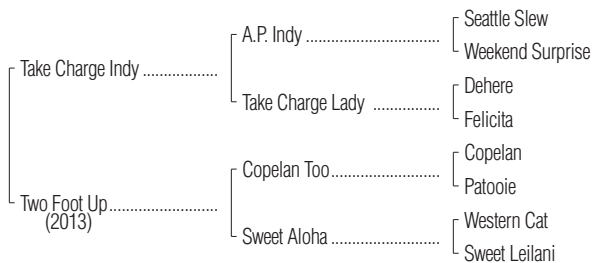 Seattle Slew
A.P. Indy ..............................
Weekend Surprise
Take Charge Indy .................
Dehere
Take Charge Lady ...............
Felicita
Copelan
Copelan Too........................
Patooie
Two Foot Up........................
(2013)
Western Cat
Sweet Aloha ........................
Sweet Leilani